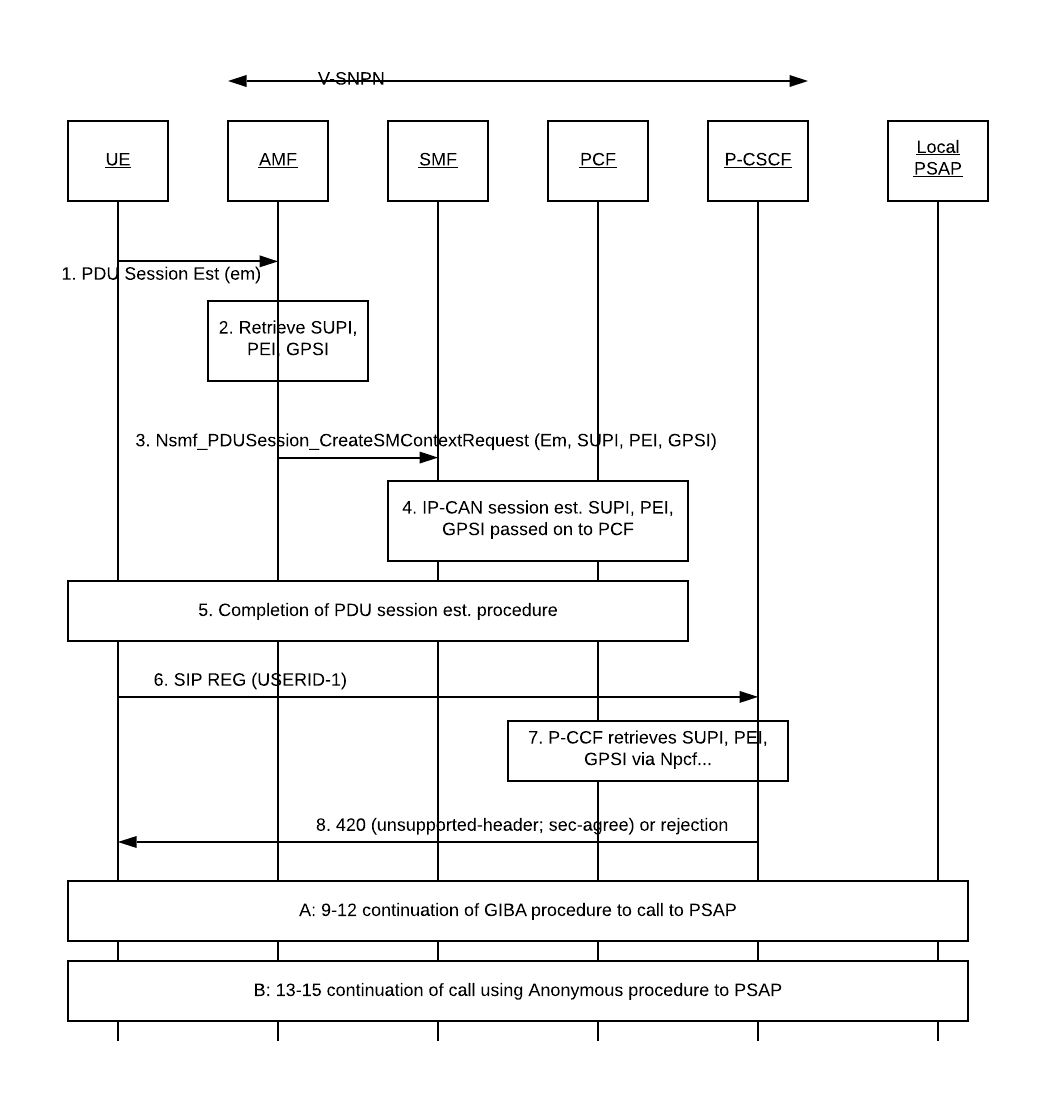 V-SNPN
UE
AMF
SMF
PCF
P-CSCF
Local
PSAP
1. PDU Session Est (em)
2. Retrieve SUPI,
PEI, GPSI
3. Nsmf_PDUSession_CreateSMContextRequest (Em, SUPI, PEI, GPSI)
4. IP-CAN session est. SUPI, PEI,
GPSI passed on to PCF
5. Completion of PDU session est. procedure
6. SIP REG (USERID-1)
7. P-CCF retrieves SUPI, PEI,
GPSI via Npcf...
8. 420 (unsupported-header; sec-agree) or rejection
A: 9-12 continuation of GIBA procedure to call to PSAP
B: 13-15 continuation of call using Anonymous procedure to PSAP